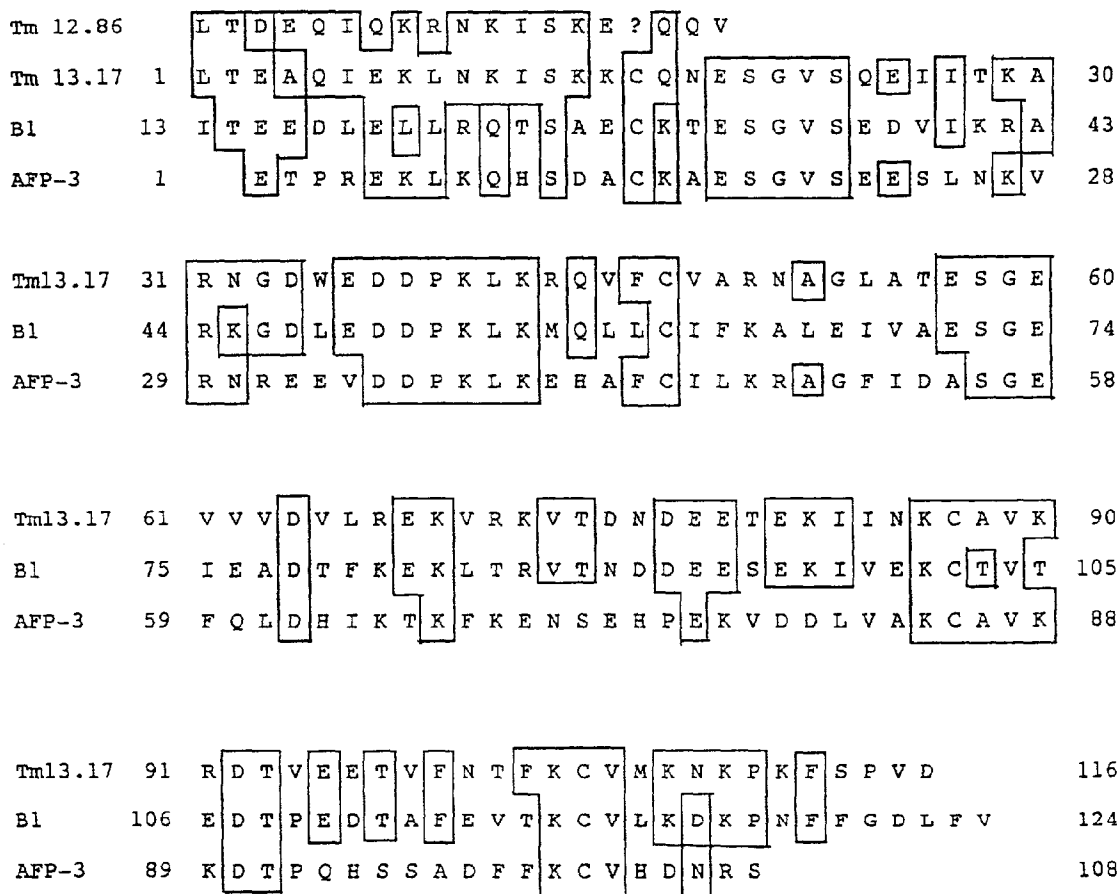 Tm 12.86 L T D E Q I Q K R N K I S K E ? Q Q V
Tm 13.17 1 L T E A Q I E K L N K I S K K C Q N E S G V S Q E I I T K A 30
B1 13 I T E E D L E L L R Q T S A E C K T E S G V S E D V I K R A 43
AFP-3 1 E T P R E K L K Q H S D A C K A E S G V S E E S L N K V 28
Tm13.17 31 R N G D W E D D P K L K R Q V F C V A R N A G L A T E S G E 60
B1 44 R K G D L E D D P K L K M Q L L C I F K A L E I V A E S G E 74
AFP-3 29 R N R E E V D D P K L K E H A F C I L K R A G F I D A S G E 58
Tm13.17 61 V V V D V L R E K V R K V T D N D E E T E K I I N K C A V K 90
B1 75 I E A D T F K E K L T R V T N D D E E S E K I V E K C T V T 105
AFP-3 59 F Q L D H I K T K F K E N S E H P E K V D D L V A K C A V K 88
Tm13.17 91 R D T V E E T V F N T F K C V M K N K P K F S P V D 116
B1 106 E D T P E D T A F E V T K C V L K D K P N F F G D L F V 124
AFP-3 89 K D T P Q H S S A D F F K C V H D N R S 108